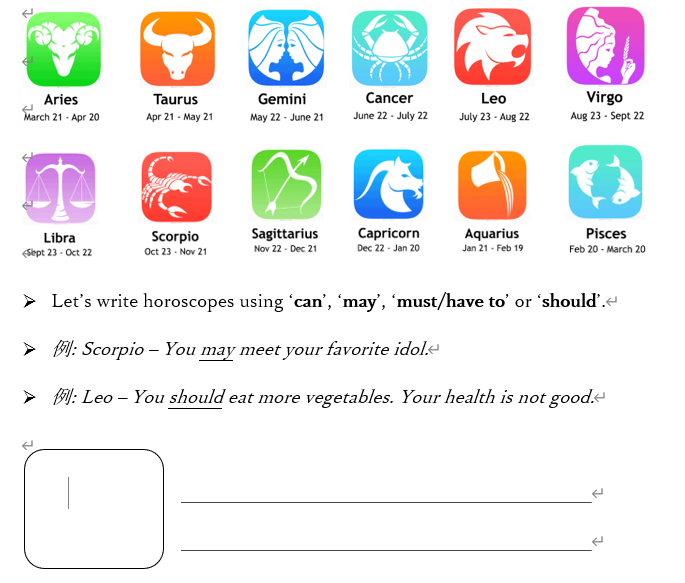 Aries Taurus Gemini Cancer Leo Virgo
March 21 - Apr 20 Apr 21 - May 21 May 22 - June 21 June 22 - July 22 July 23 - Aug 22 Aug 23 - Sept 22
Libra Scorpio Sagittarius Capricorn Aquarius Pisces
Sept 23 - Oct 22 Oct 23 - Nov 21 Nov 22 - Dec 21 Dec 22 - Jan 20 Jan 21 - Feb 19 Feb 20 - March 20
➢ Let’s write horoscopes using ‘can’, ‘may’, ‘must/have to’ or ‘should’.
➢ 例: Scorpio – You may meet your favorite idol.
➢ 例: Leo – You should eat more vegetables. Your health is not good.